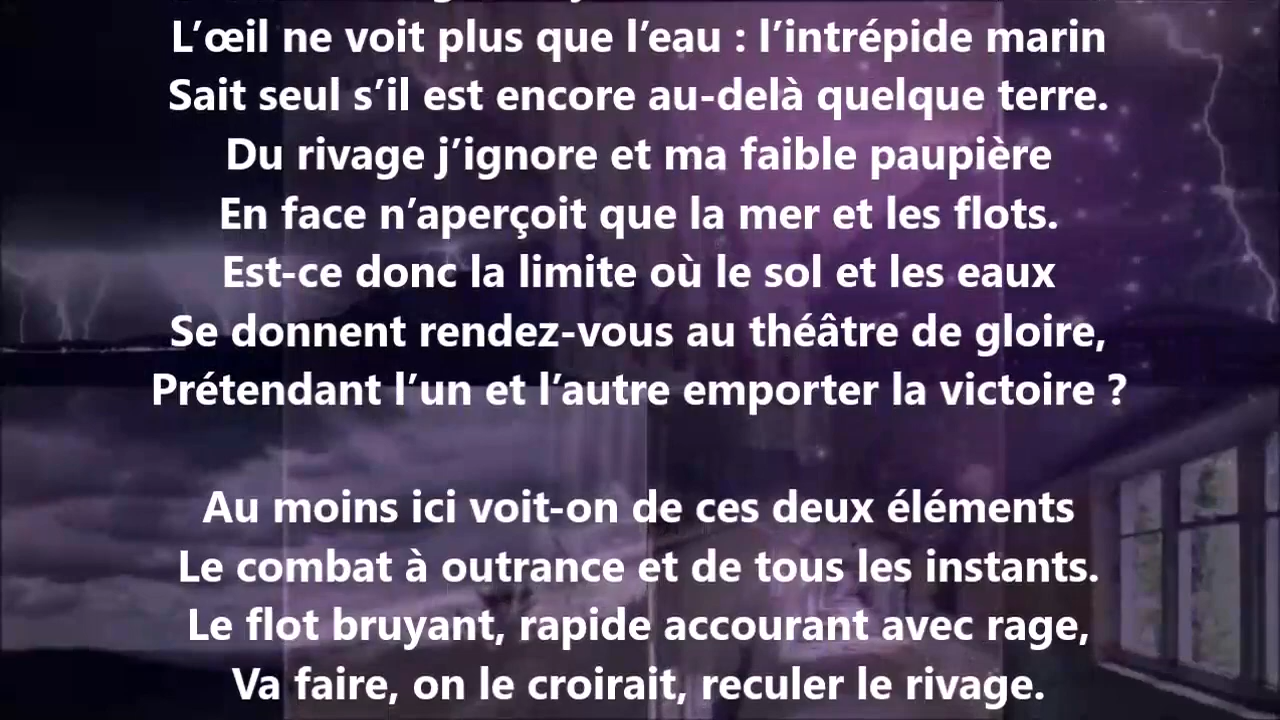 L’œil ne voit plus que l’eau : l’intrépide marin
Sait seul s’il est encore au-delà quelque terre.
Du rivage j’ignore et ma faible paupière
En face n’aperçoit que la mer et les flots.
Est-ce donc la limite où le sol et les eaux
Se donnent rendez-vous au théâtre de gloire,
Prétendant l’un et l’autre emporter la victoire ?
Au moins ici voit-on de ces deux éléments
Le combat à outrance et de tous les instants.
Le flot bruyant, rapide accourant avec rage,
Va faire, on le croirait, reculer le rivage.